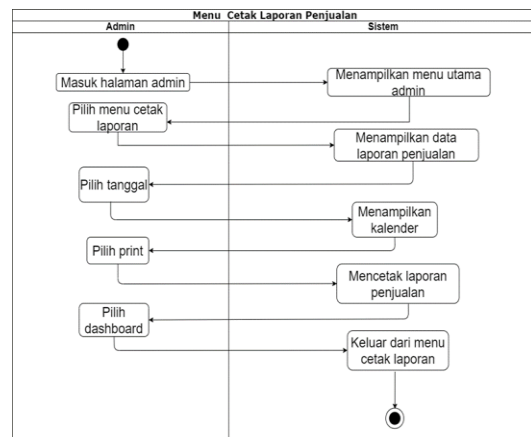 Menu Cetak Laporan Penjualan
Admin
Sistem
Masuk halaman admin
Menampilkan menu utama
admin
Pilih menu cetak
laporan
Menampilkan data
laporan penjualan
Pilih tanggal
Menampilkan
kalender
Pilih print
Mencetak laporan
penjualan
Pilih
dashboard
Keluar dari menu
cetak laporan